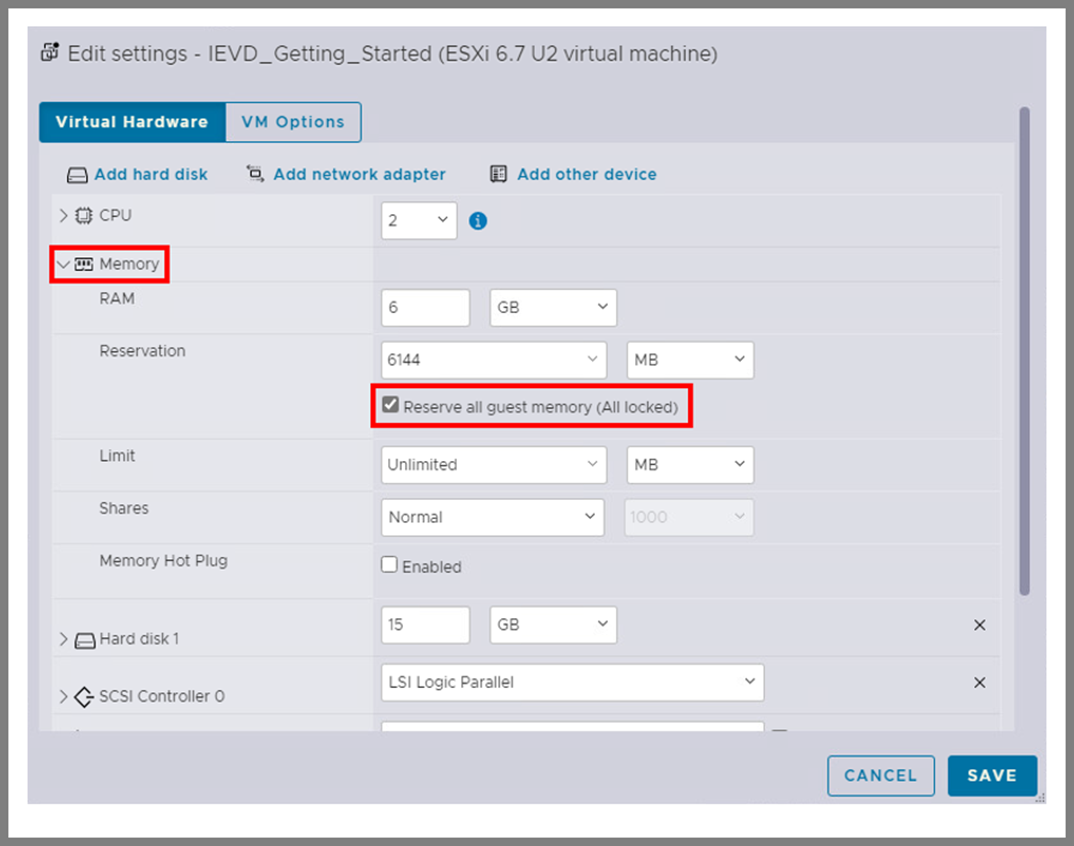 Edit settings - IEVD_Getting_Started (ESXi 6.7 U2 virtual machine)
Virtual Hardware VM Options
Add hard disk Add network adapter Add other device
CPU 2
Memory
RAM 6 GB
Reservation 6144 MB
Reserve all guest memory (All locked)
Limit Unlimited MB
Shares Normal 1000
Memory Hot Plug Enabled
Hard disk 1 15 GB
SCSI Controller 0 LSI Logic Parallel
CANCEL SAVE